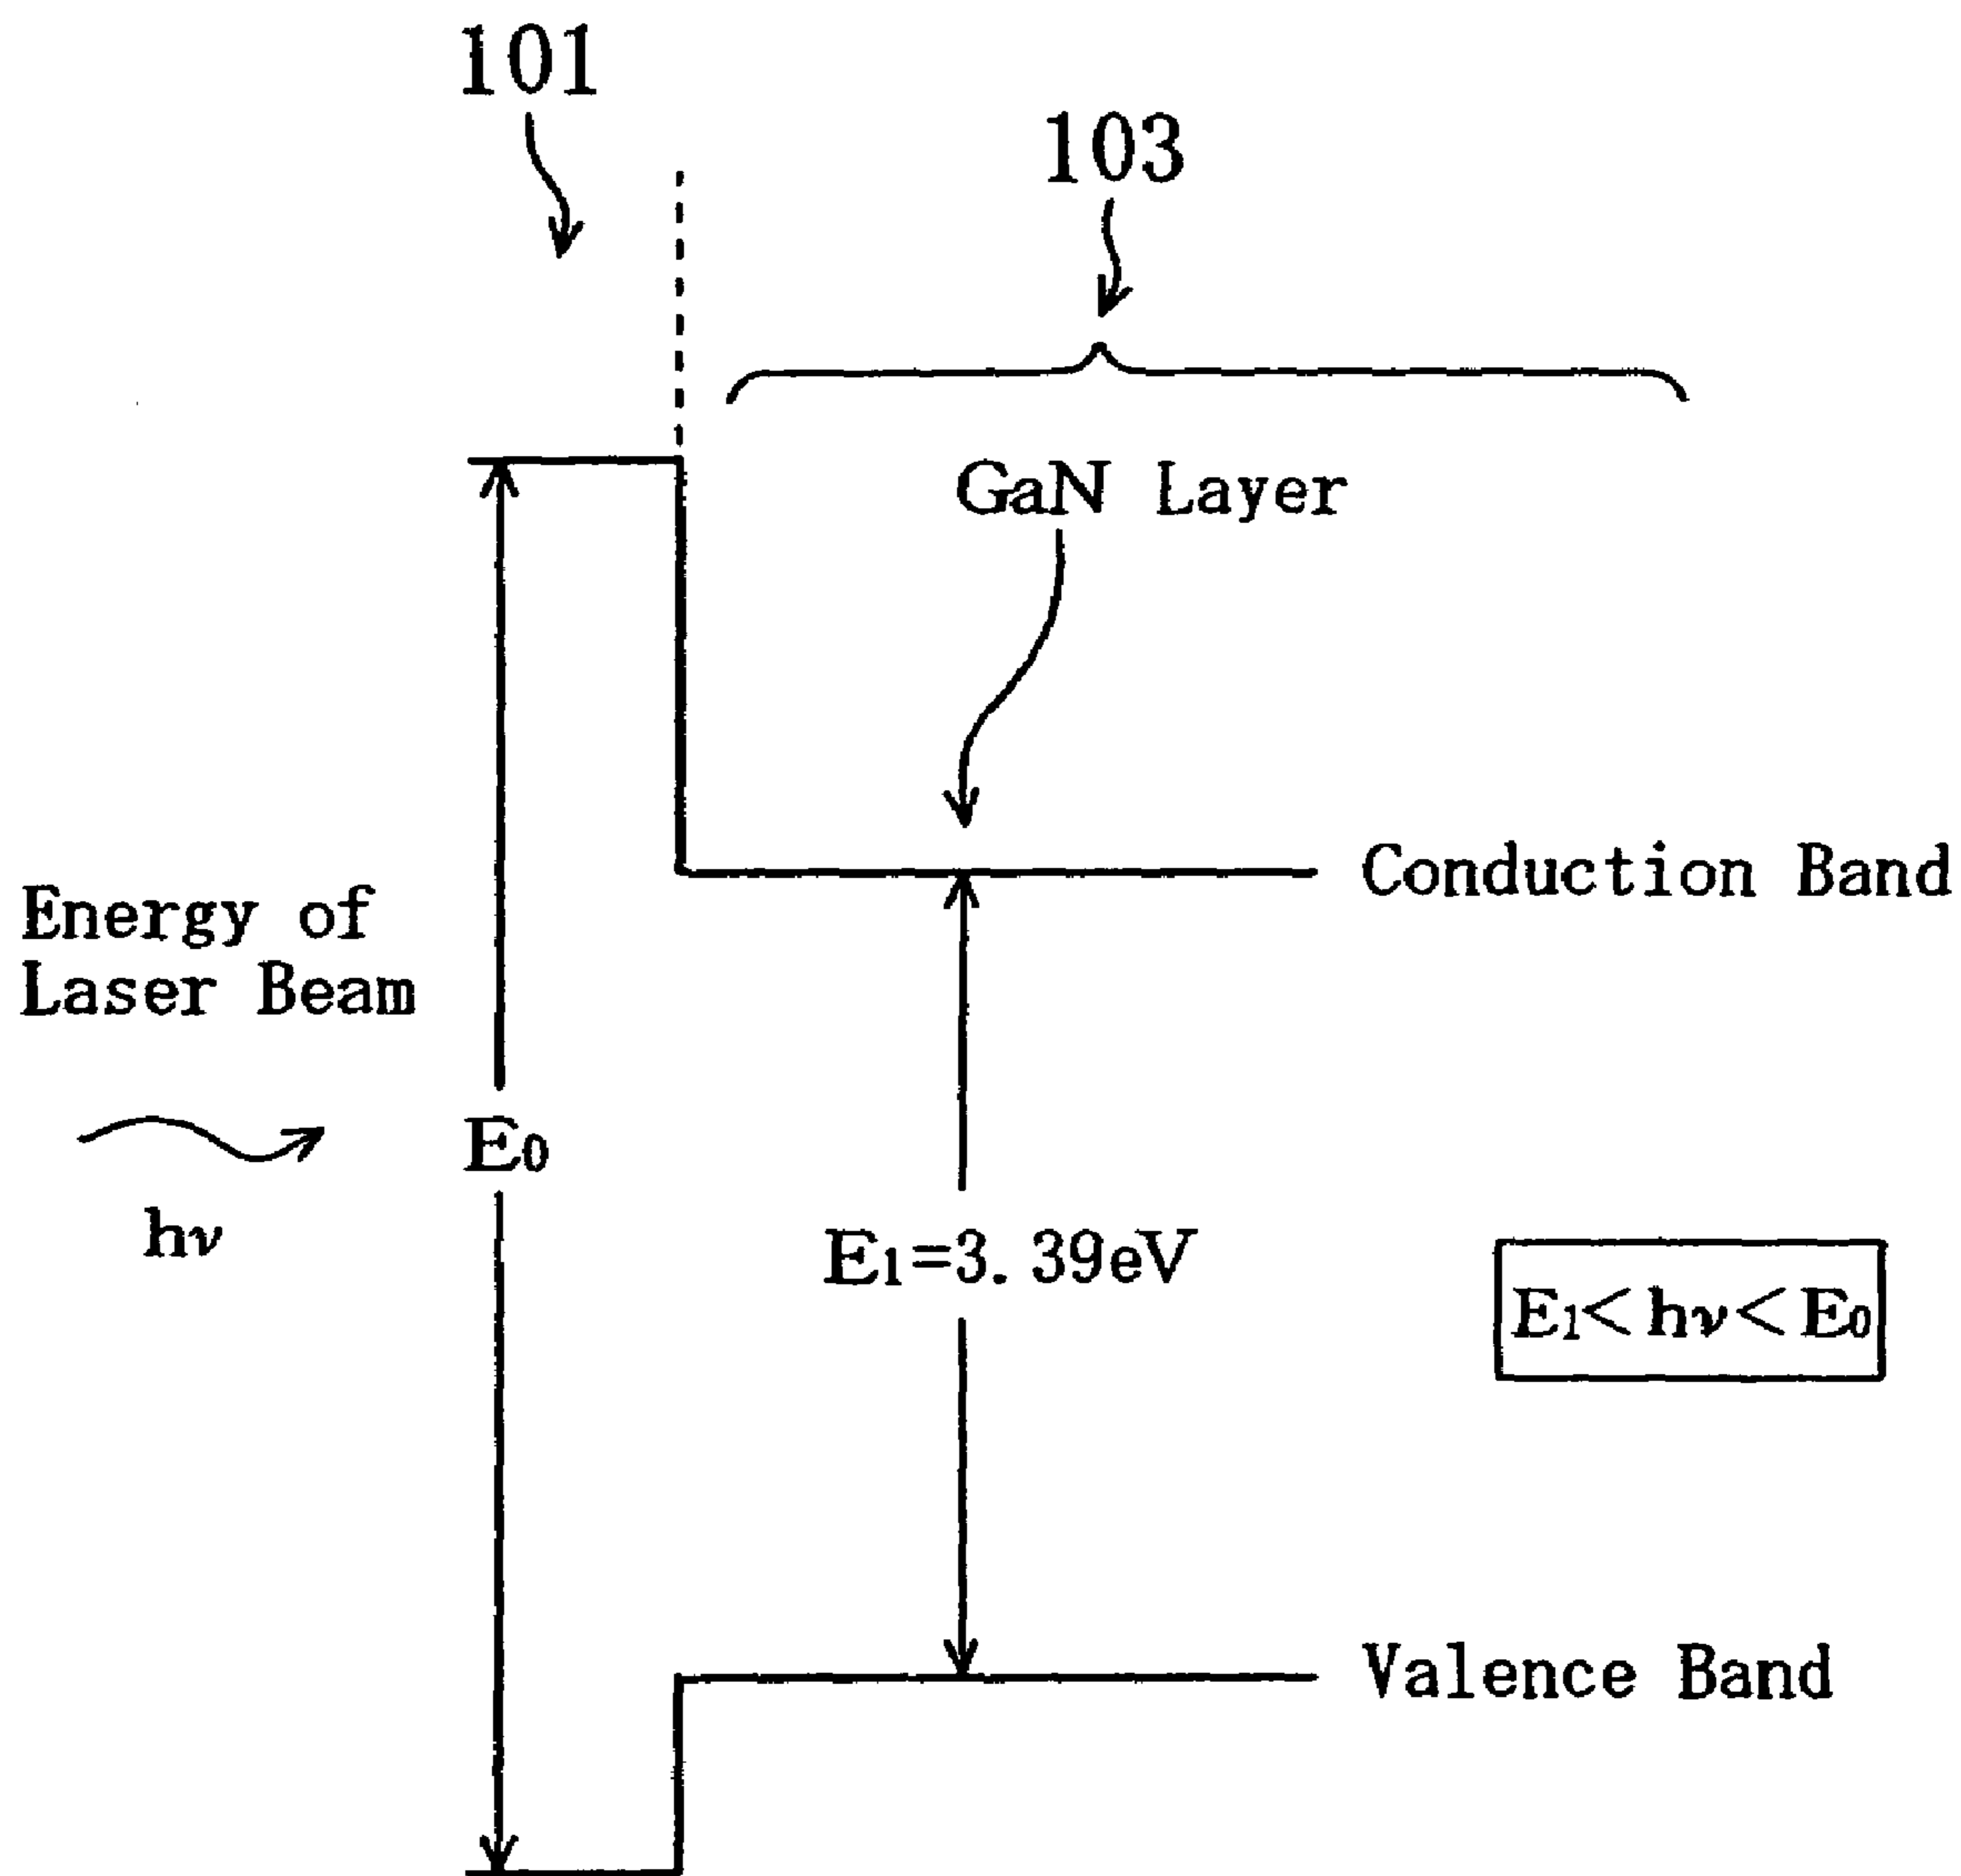 101
103
GaN Layer
Conduction Band
Energy of
Laser Beam
E0
hν
E1=3.39eV
E1<hν<E0
Valence Band